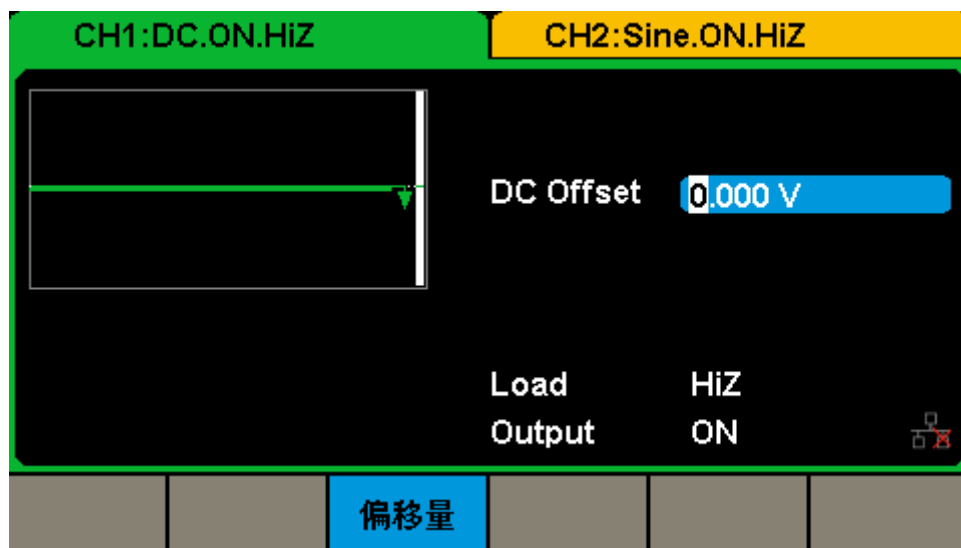 CH1:DC.ON.HiZ
CH2:Sine.ON.HiZ
DC Offset 0.000 V
Load HiZ
Output ON
偏移量